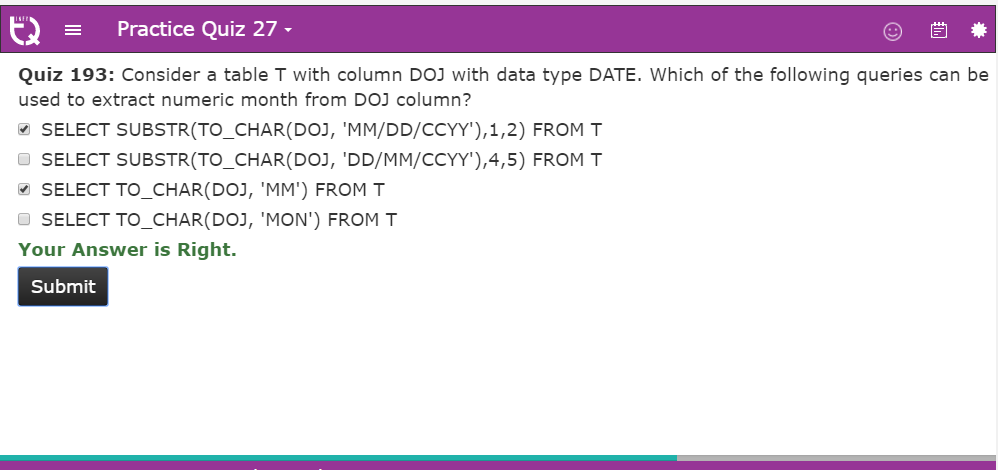 Practice Quiz 27
Quiz 193: Consider a table T with column DOJ with data type DATE. Which of the following queries can be
used to extract numeric month from DOJ column?
SELECT SUBSTR(TO_CHAR(DOJ, 'MM/DD/CCYY'),1,2) FROM T
SELECT SUBSTR(TO_CHAR(DOJ, 'DD/MM/CCYY'),4,5) FROM T
SELECT TO_CHAR(DOJ, 'MM') FROM T
SELECT TO_CHAR(DOJ, 'MON') FROM T
Your Answer is Right.
Submit